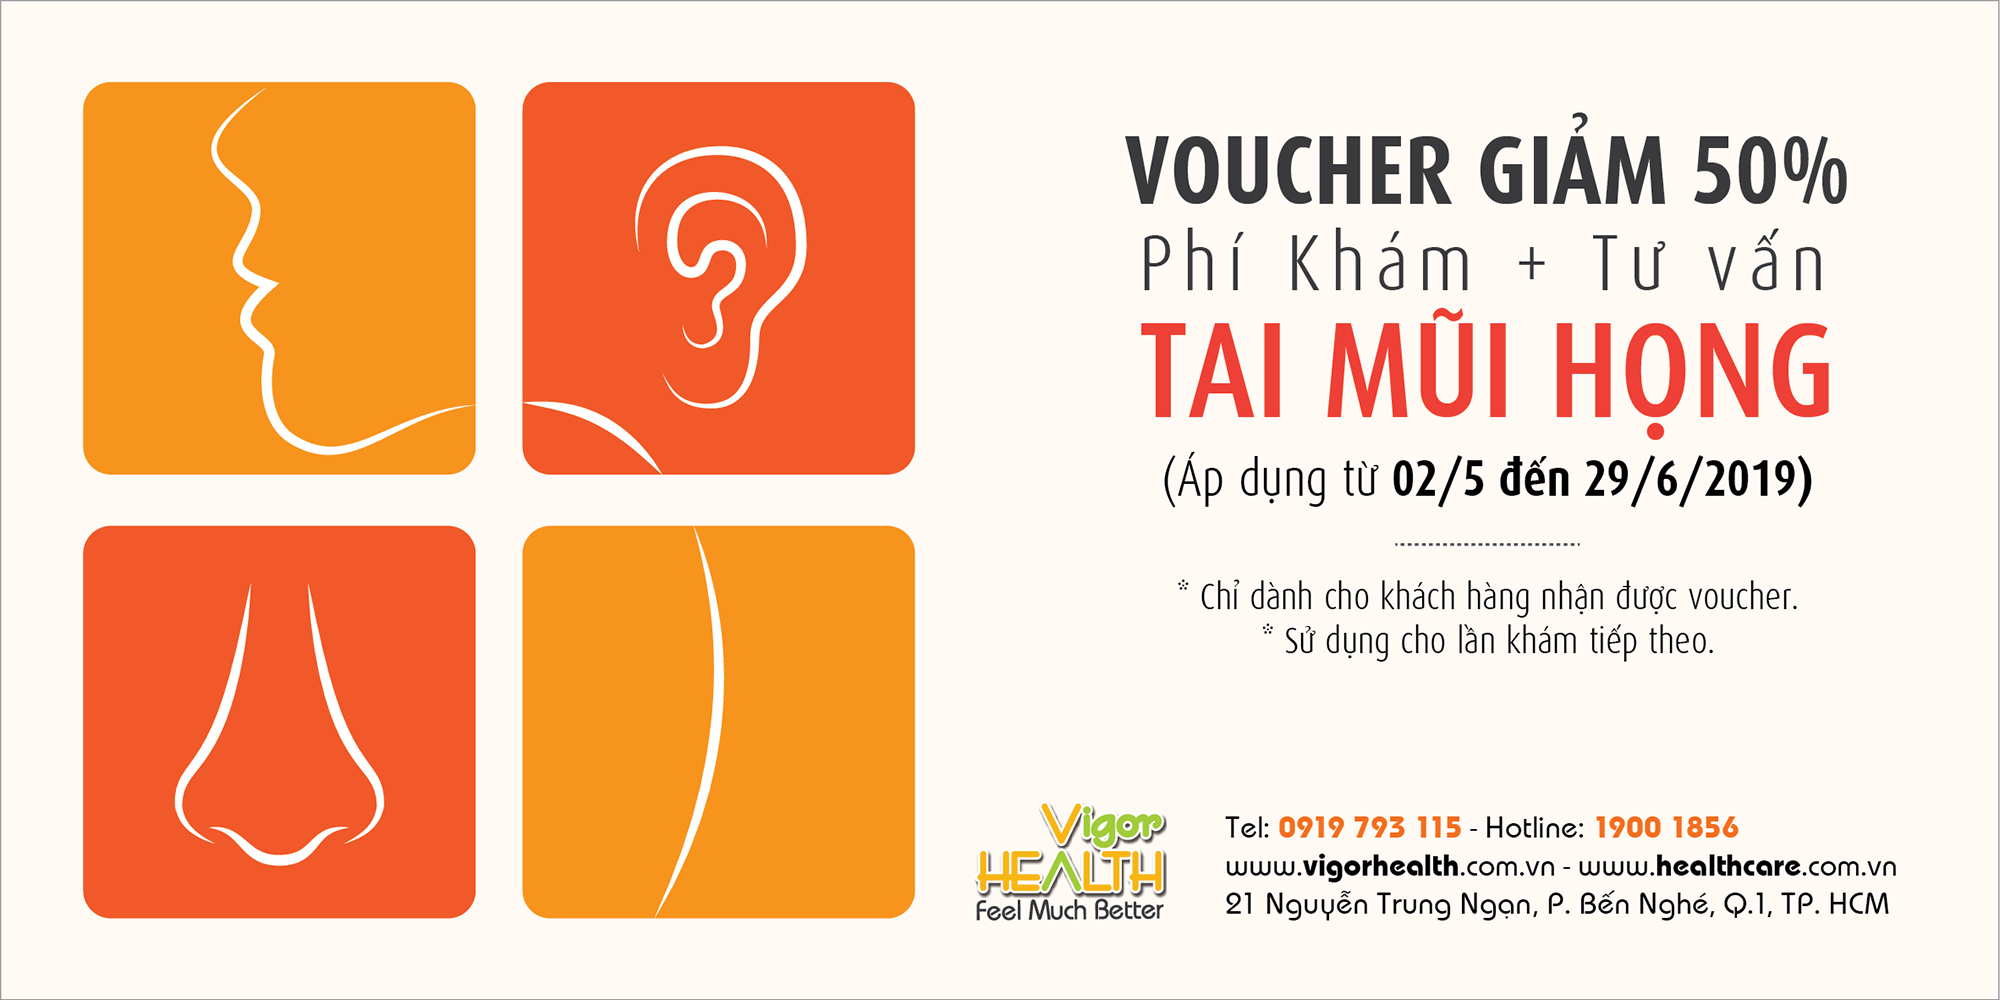 VOUCHER GIẢM 50%
Phí Khám + Tư vấn
TAI MŨI HỌNG
(Áp dụng từ 02/5 đến 29/6/2019)
* Chỉ dành cho khách hàng nhận được voucher.
* Sử dụng cho lần khám tiếp theo.
Vigor
HEALTH
Feel Much Better
Tel: 0919 793 115 - Hotline: 1900 1856
www.vigorhealth.com.vn - www.healthcare.com.vn
21 Nguyễn Trung Ngạn, P. Bến Nghé, Q.1, TP. HCM